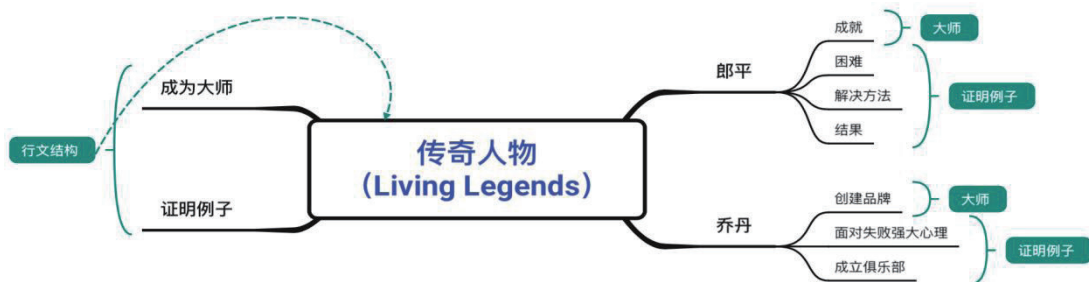 行文结构
成为大师
证明例子
传奇人物
（Living Legends）
郎平
成就
困难
解决方法
结果
大师
证明例子
乔丹
创建品牌
面对失败强大心理
成立俱乐部
大师
证明例子